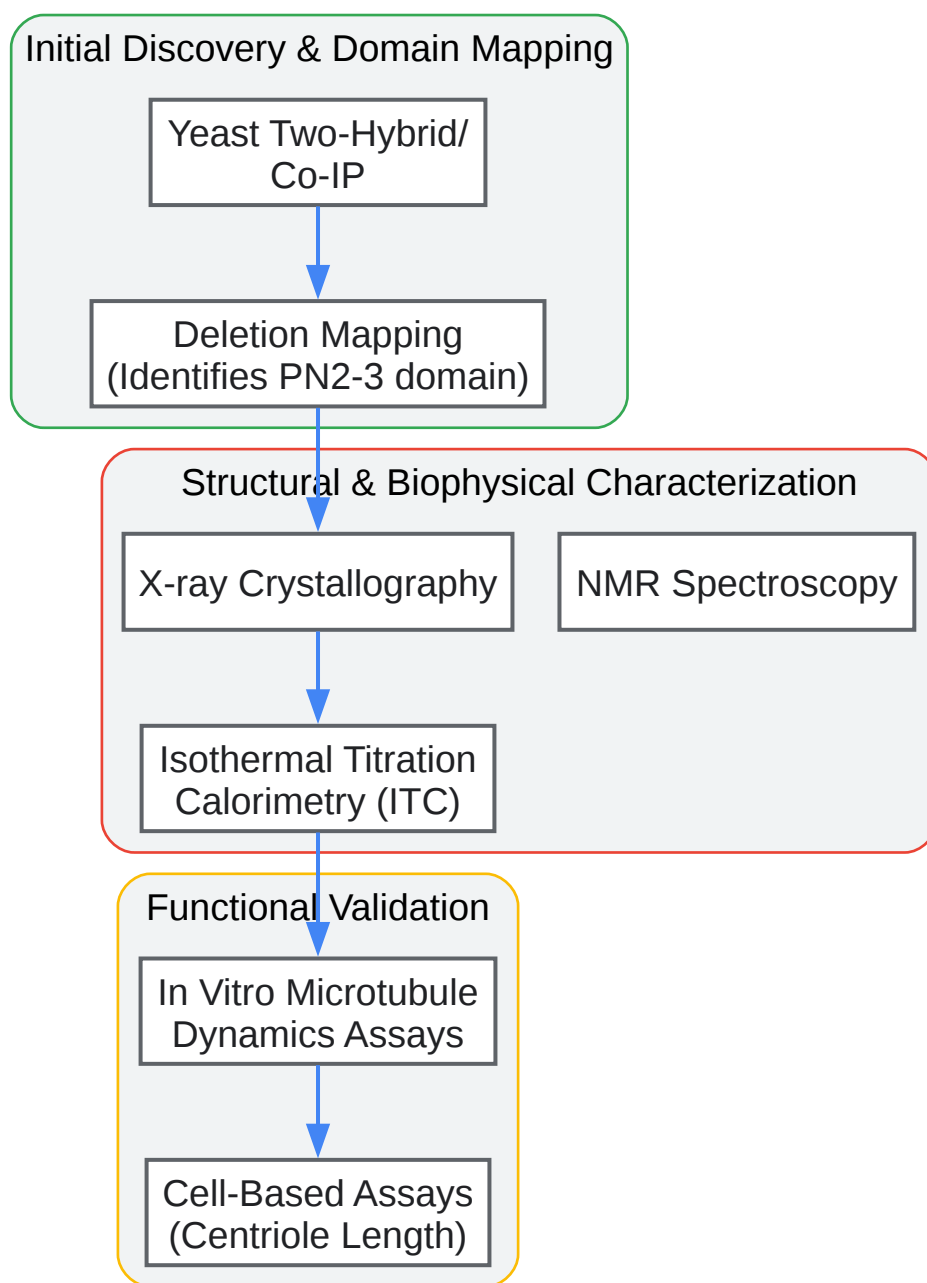 Initial Discovery & Domain Mapping
Yeast Two-Hybrid/
Co-IP
Deletion Mapping
(Identifies PN2-3 domain)
Structural & Biophysical Characterization
X-ray Crystallography
NMR Spectroscopy
Isothermal Titration
Calorimetry (ITC)
Functional Validation
In Vitro Microtubule
Dynamics Assays
Cell-Based Assays
(Centriole Length)